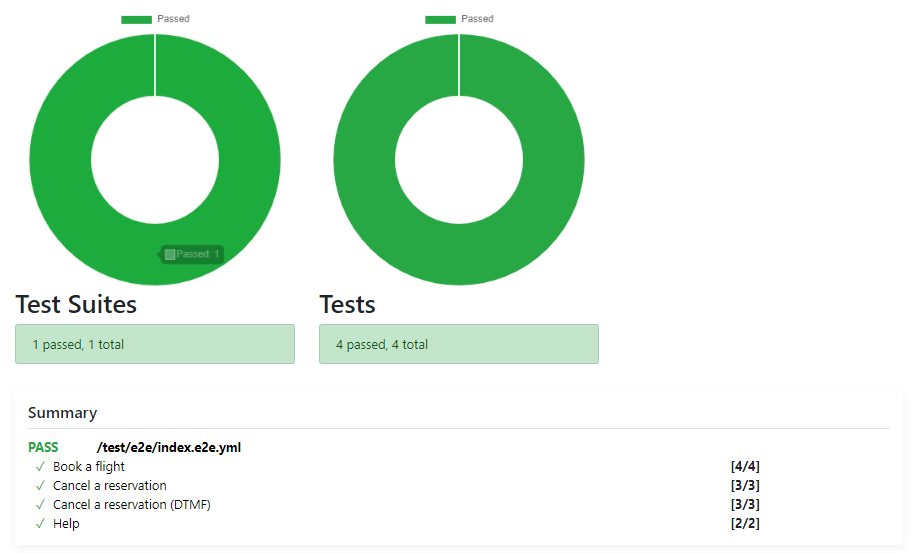 Passed
Passed
Passed: 1
Test Suites
Tests
1 passed, 1 total
4 passed, 4 total
Summary
PASS /test/e2e/index.e2e.yml
✓ Book a flight [4/4]
✓ Cancel a reservation [3/3]
✓ Cancel a reservation (DTMF) [3/3]
✓ Help [2/2]